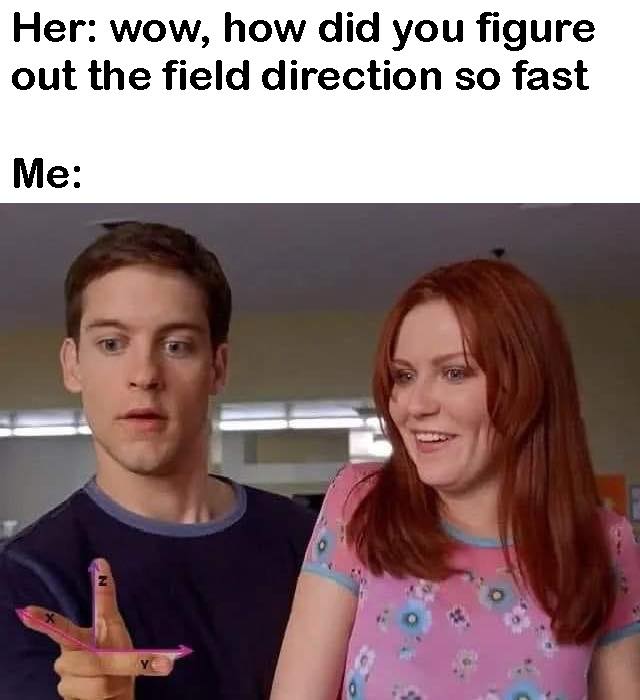 Her: wow, how did you figure
out the field direction so fast
Me:
Z
X
Y